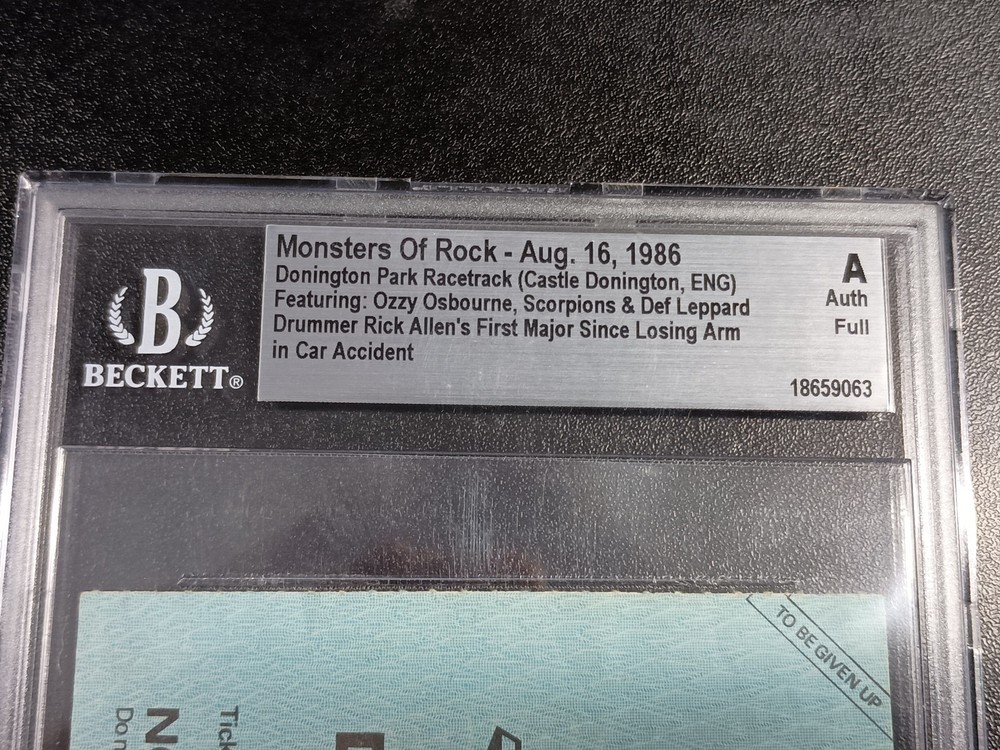 Monsters Of Rock - Aug. 16, 1986
Donington Park Racetrack (Castle Donington, ENG)
Featuring: Ozzy Osbourne, Scorpions & Def Leppard
Drummer Rick Allen's First Major Since Losing Arm
in Car Accident
A
Auth
Full
18659063
B
BECKETT®
TO BE GIVEN UP